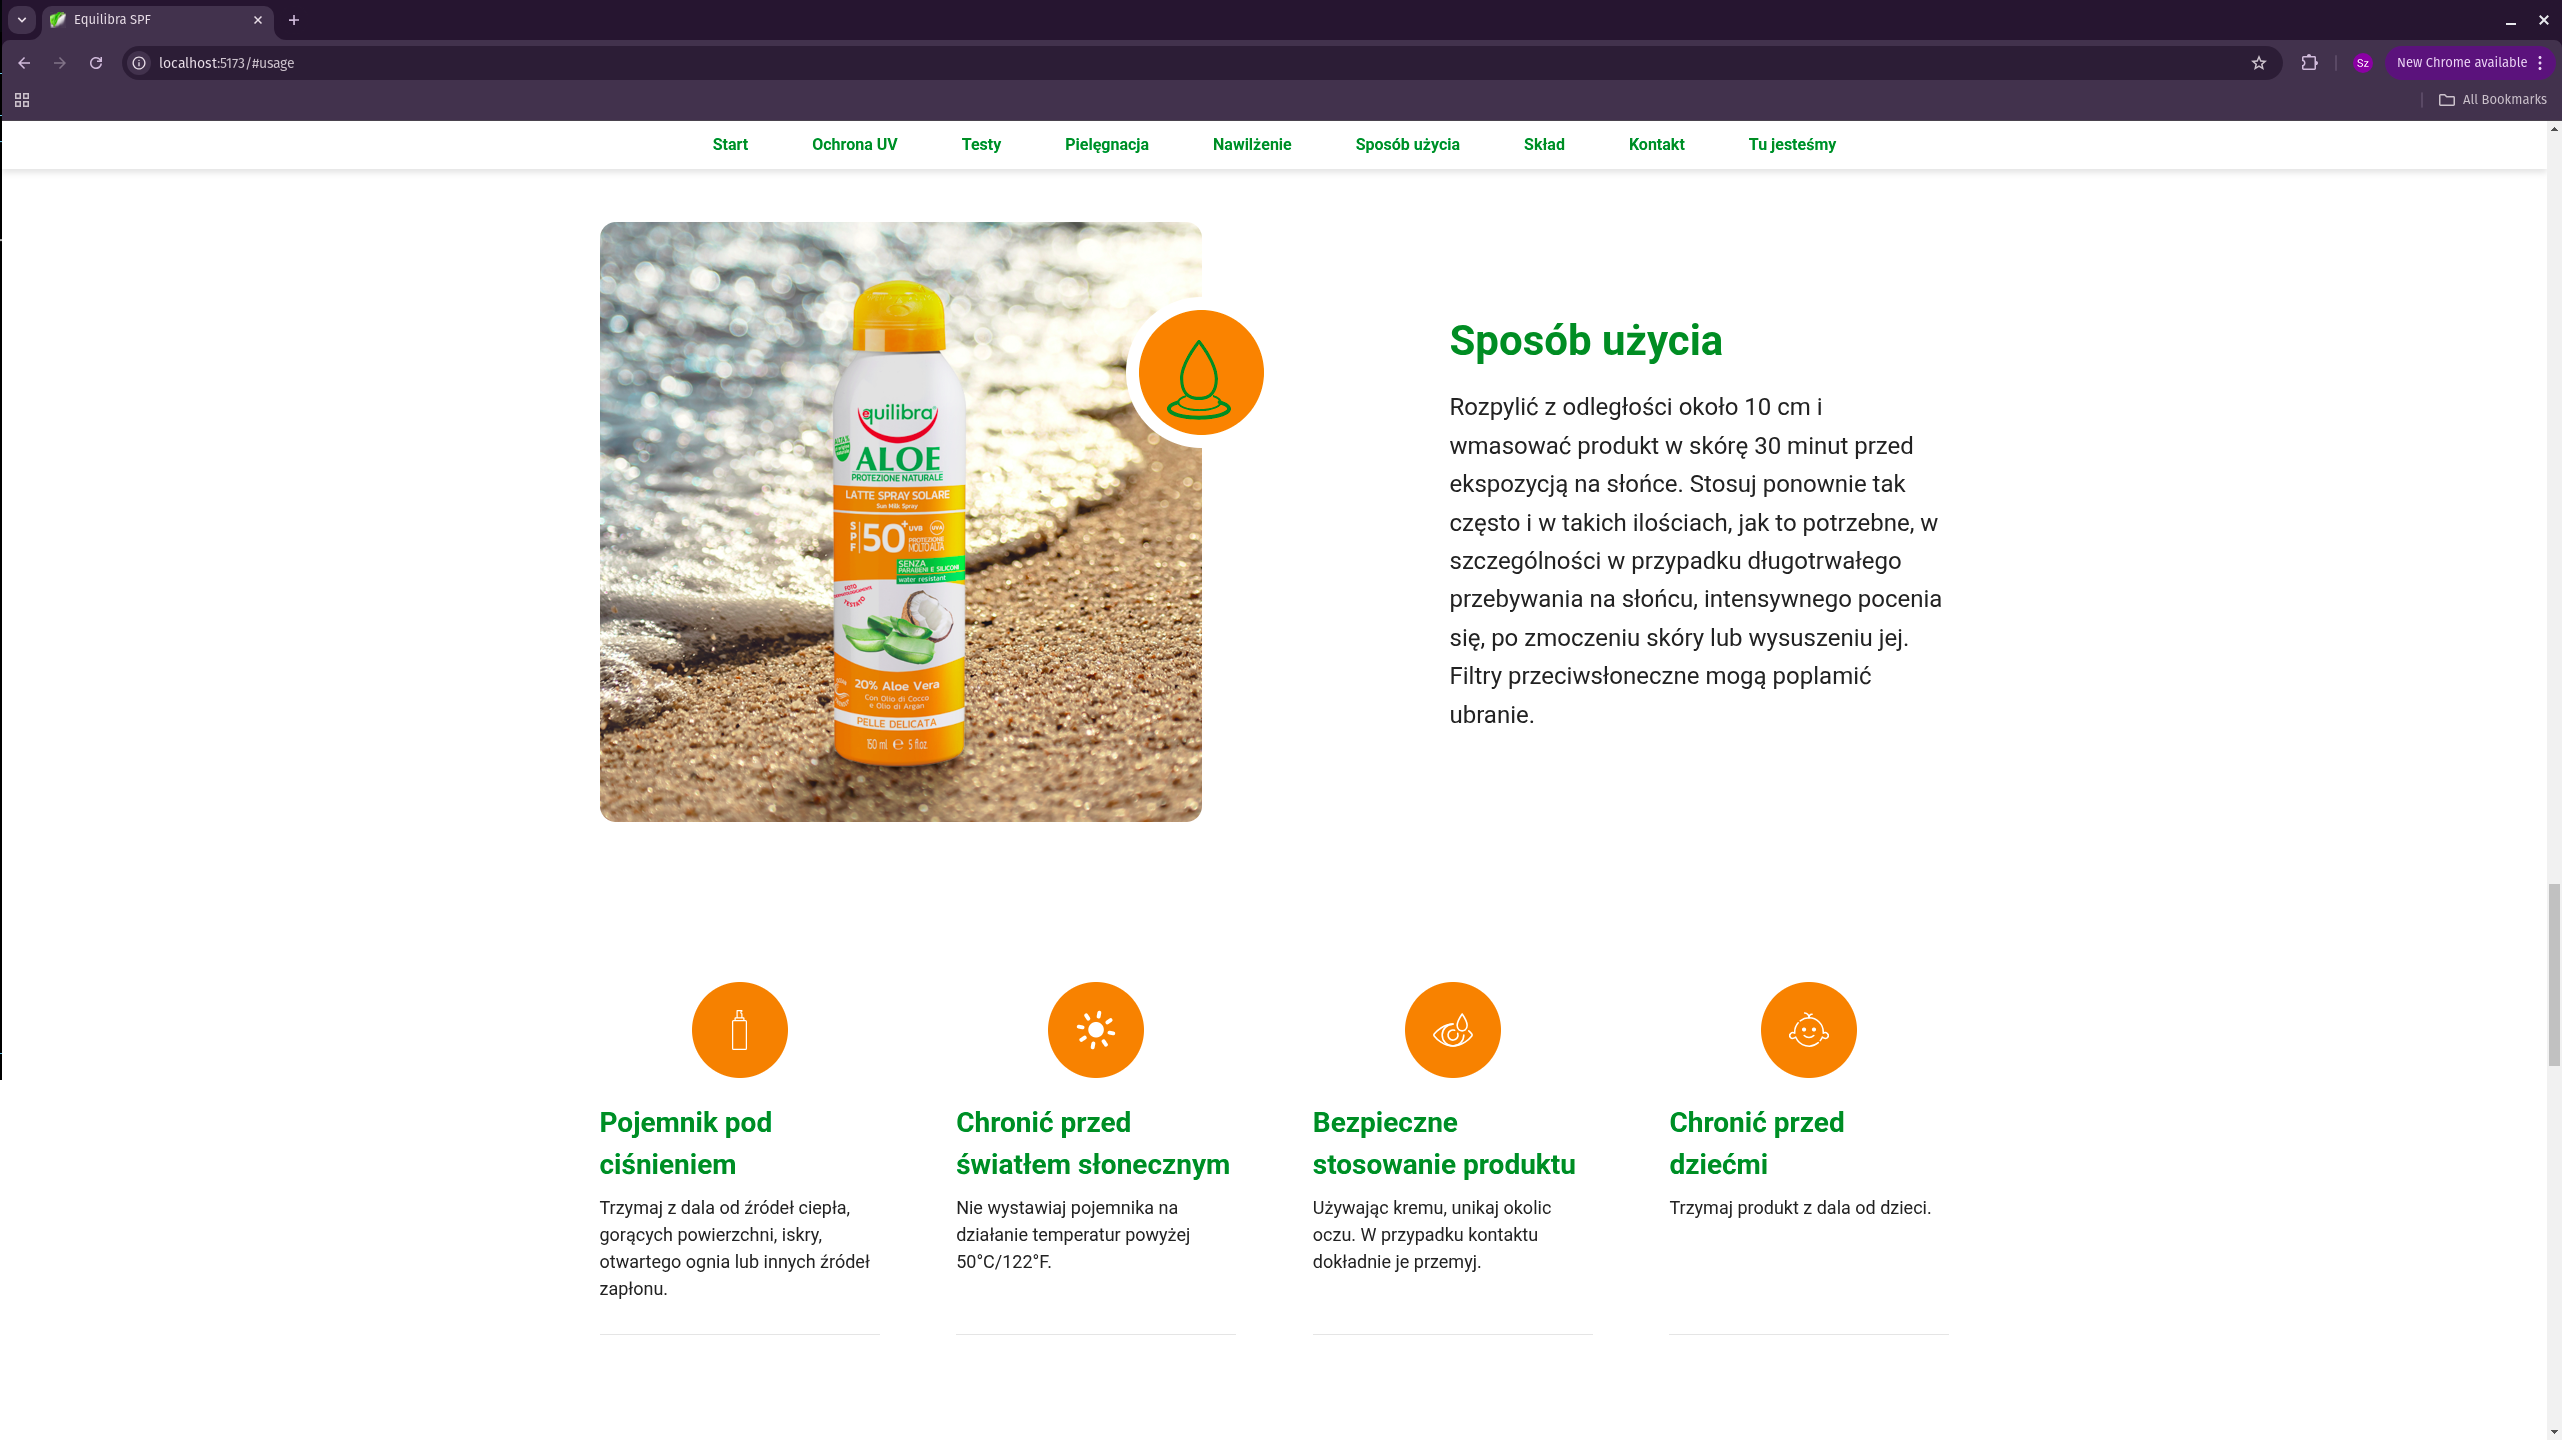 Equilibra SPF
localhost:5173/#usage
Sz
New Chrome available
All Bookmarks
Start
Ochrona UV
Testy
Pielęgnacja
Nawilżenie
Sposób użycia
Skład
Kontakt
Tu jesteśmy
equilibra
ALOE
PROTEZIONE NATURALE
LATTE SPRAY SOLARE
Sun Milk Spray
SPF
50+
UVB
UVA
PROTEZIONE
MOLTO ALTA
SENZA
PARABENI E SILICONI
water resistant
FOTO
DERMATOLOGICAMENTE
TESTATO
20% Aloe Vera
Con Olio di Cocco
e Olio di Argan
PELLE DELICATA
150 ml ℮ 5 fl.oz.
Sposób użycia
Rozpylić z odległości około 10 cm i
wmasować produkt w skórę 30 minut przed
ekspozycją na słońce. Stosuj ponownie tak
często i w takich ilościach, jak to potrzebne, w
szczególności w przypadku długotrwałego
przebywania na słońcu, intensywnego pocenia
się, po zmoczeniu skóry lub wysuszeniu jej.
Filtry przeciwsłoneczne mogą poplamić
ubranie.
Pojemnik pod
ciśnieniem
Trzymaj z dala od źródeł ciepła,
gorących powierzchni, iskry,
otwartego ognia lub innych źródeł
zapłonu.
Chronić przed
światłem słonecznym
Nie wystawiaj pojemnika na
działanie temperatur powyżej
50°C/122°F.
Bezpieczne
stosowanie produktu
Używając kremu, unikaj okolic
oczu. W przypadku kontaktu
dokładnie je przemyj.
Chronić przed
dziećmi
Trzymaj produkt z dala od dzieci.